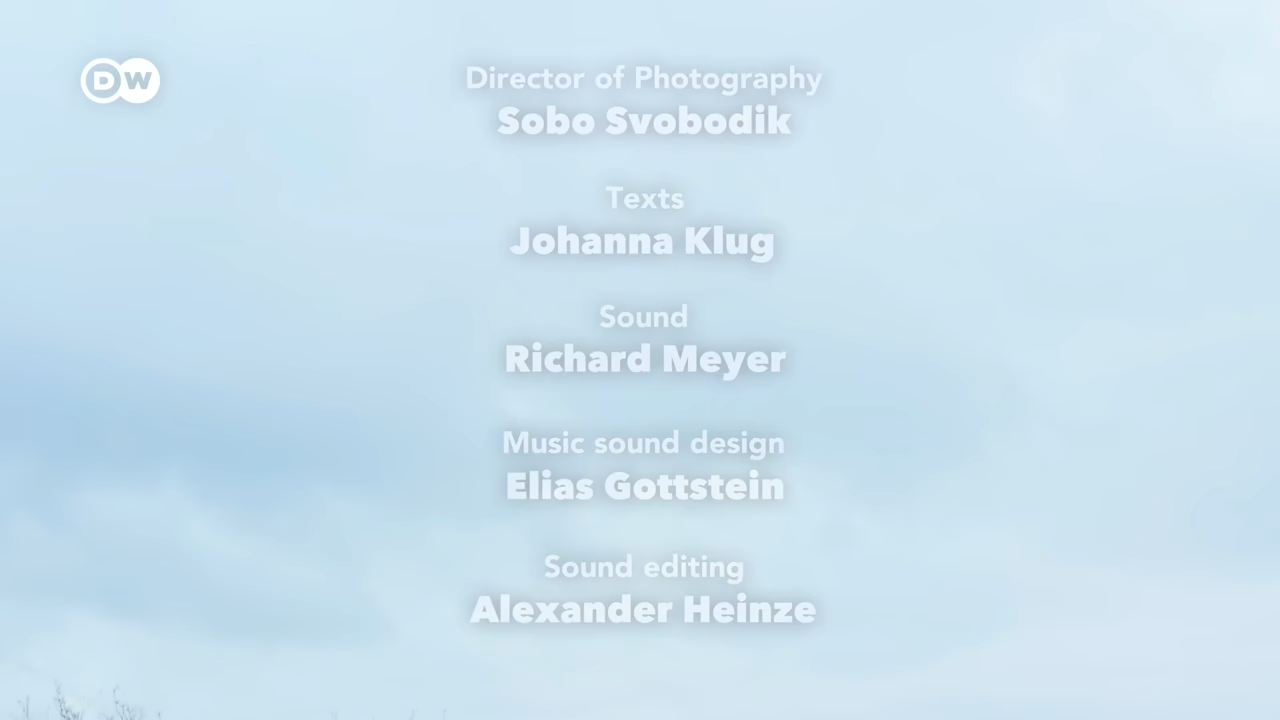 DW
Director of Photography
Sobo Svobodik
Texts
Johanna Klug
Sound
Richard Meyer
Music sound design
Elias Gottstein
Sound editing
Alexander Heinze